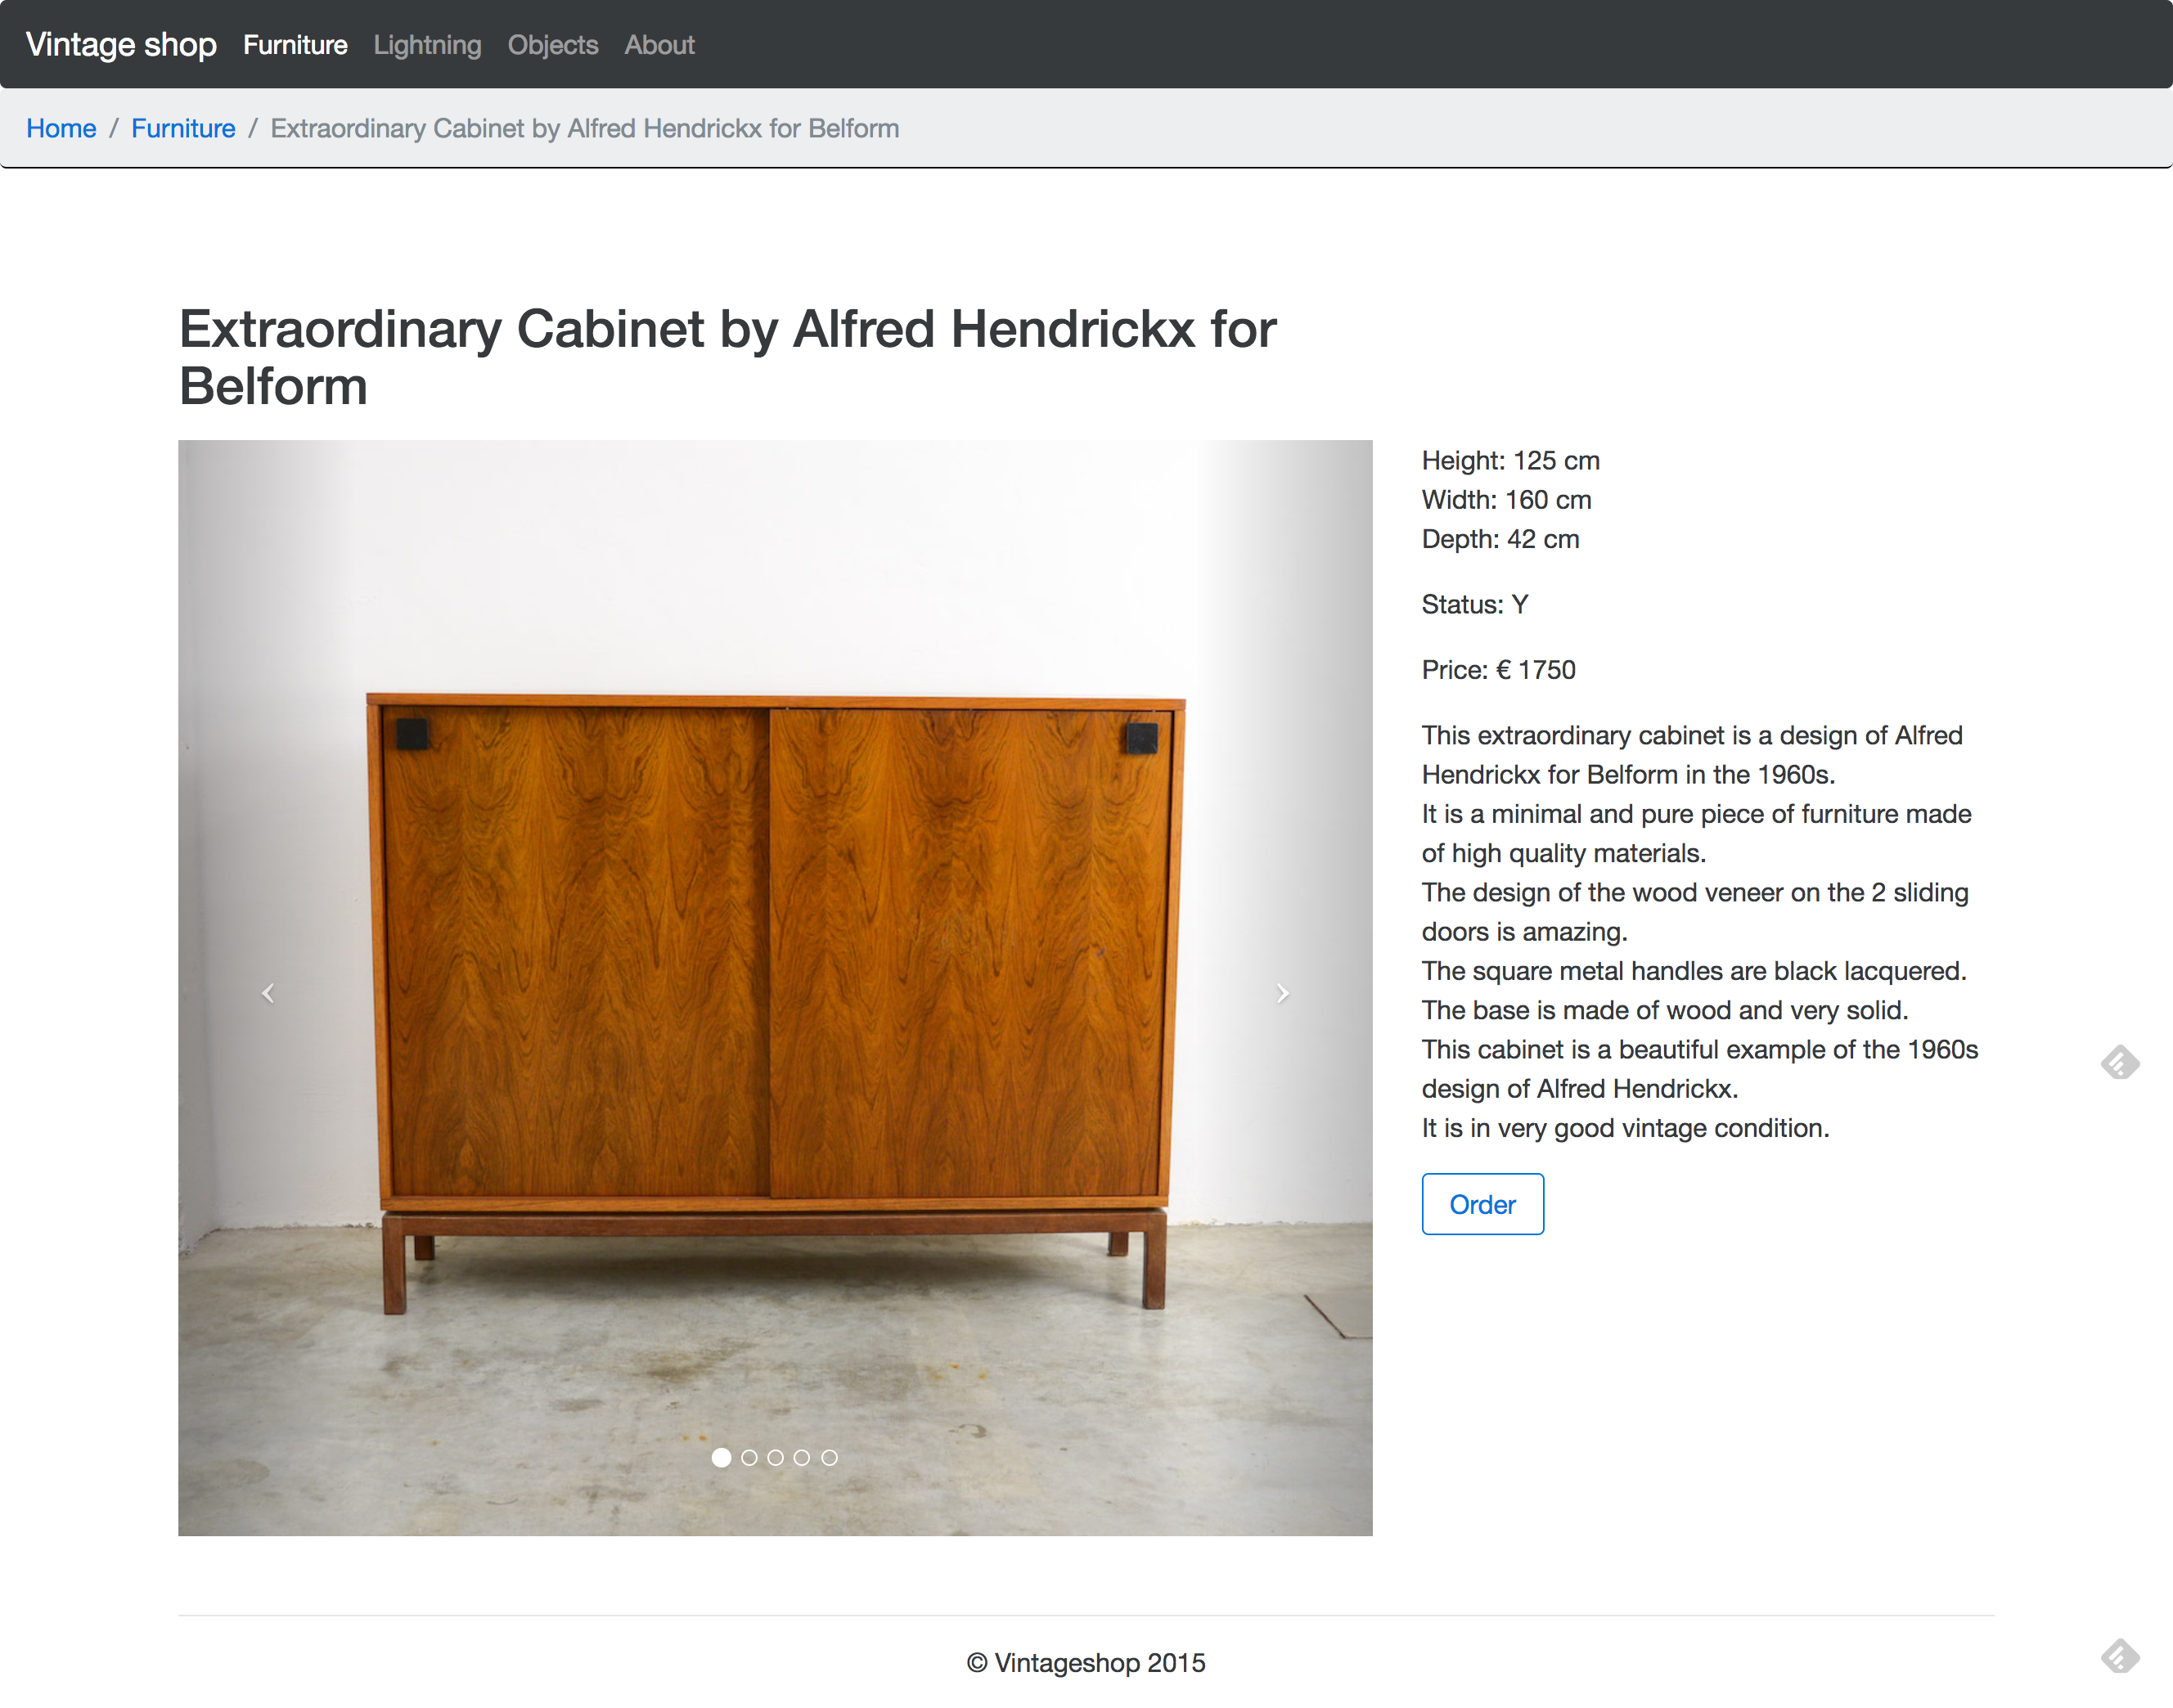 Vintage shop Furniture Lightning Objects About
Home / Furniture / Extraordinary Cabinet by Alfred Hendrickx for Belform
Extraordinary Cabinet by Alfred Hendrickx for
Belform
Height: 125 cm
Width: 160 cm
Depth: 42 cm
Status: Y
Price: € 1750
This extraordinary cabinet is a design of Alfred
Hendrickx for Belform in the 1960s.
It is a minimal and pure piece of furniture made
of high quality materials.
The design of the wood veneer on the 2 sliding
doors is amazing.
The square metal handles are black lacquered.
The base is made of wood and very solid.
This cabinet is a beautiful example of the 1960s
design of Alfred Hendrickx.
It is in very good vintage condition.
Order
© Vintageshop 2015